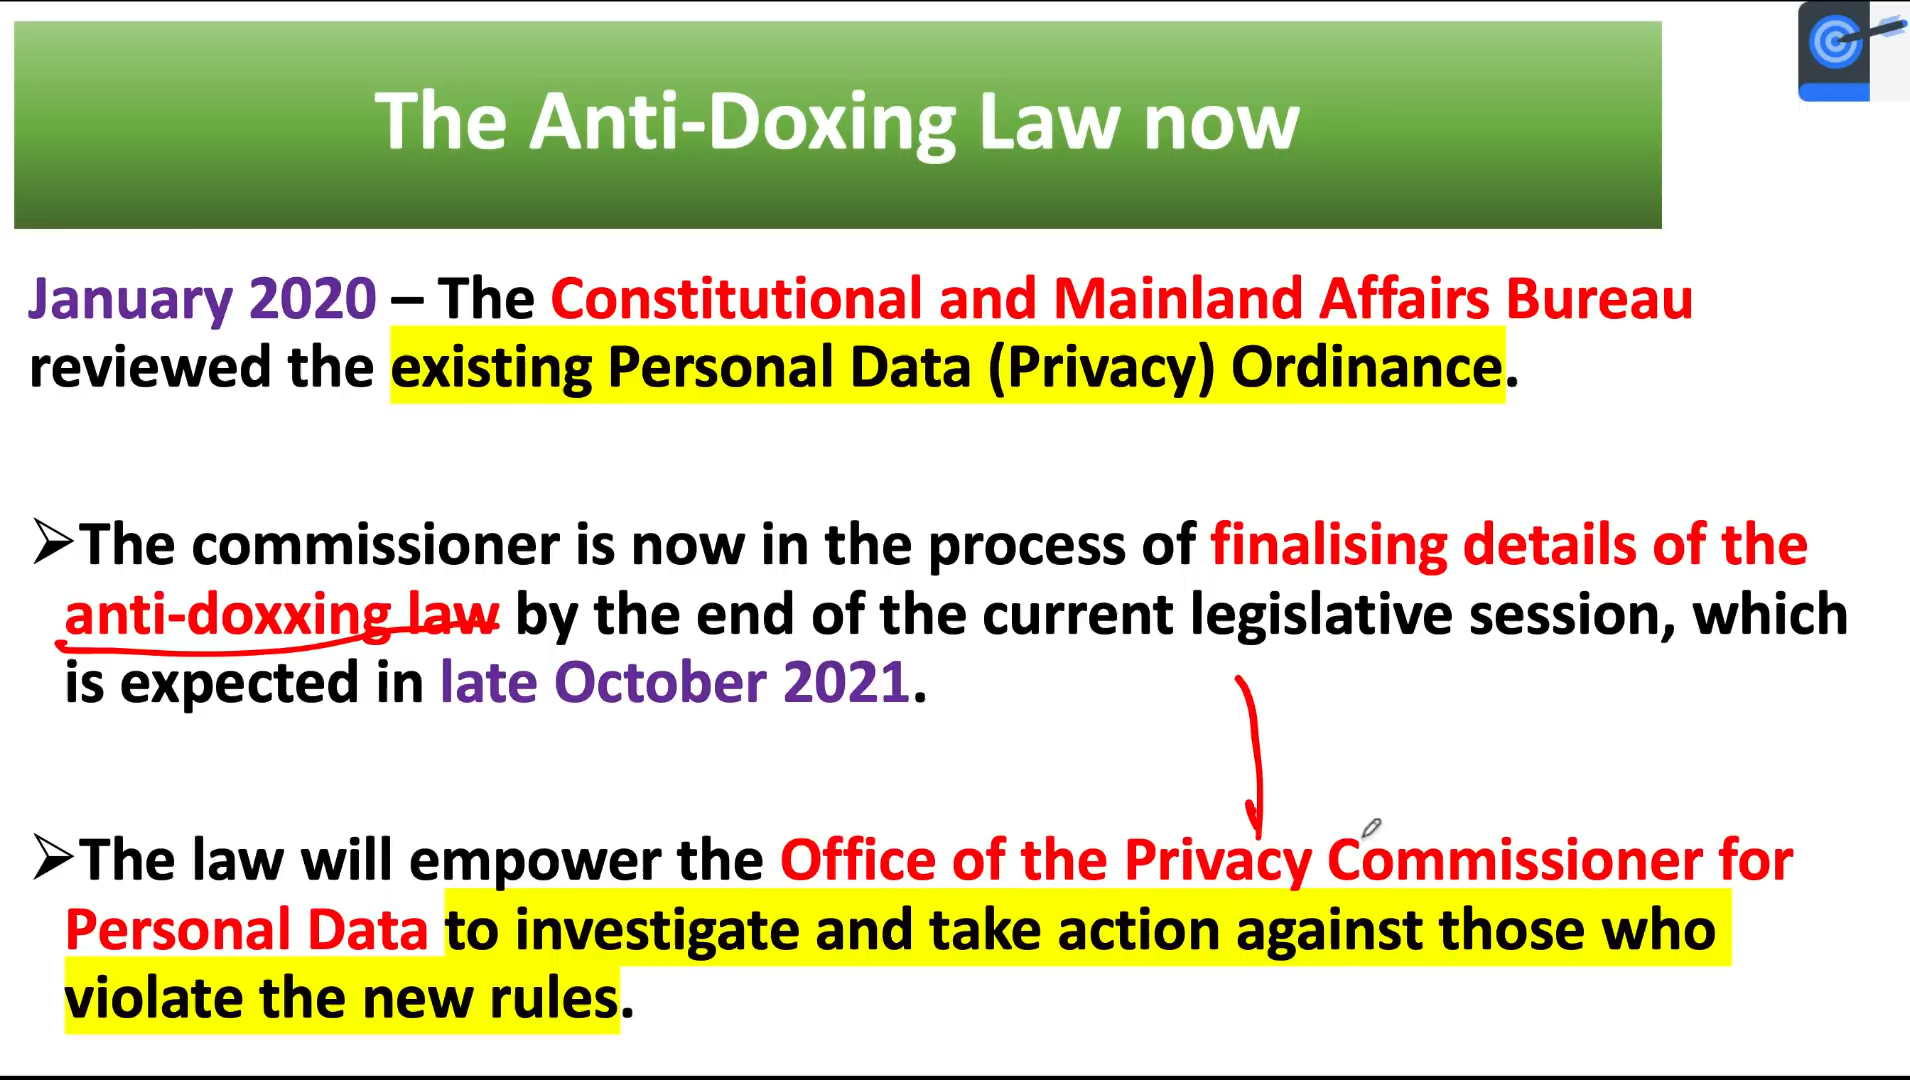 The Anti-Doxing Law now
January 2020 – The Constitutional and Mainland Affairs Bureau
reviewed the existing Personal Data (Privacy) Ordinance.
➢The commissioner is now in the process of finalising details of the
anti-doxxing law by the end of the current legislative session, which
is expected in late October 2021.
➢The law will empower the Office of the Privacy Commissioner for
Personal Data to investigate and take action against those who
violate the new rules.